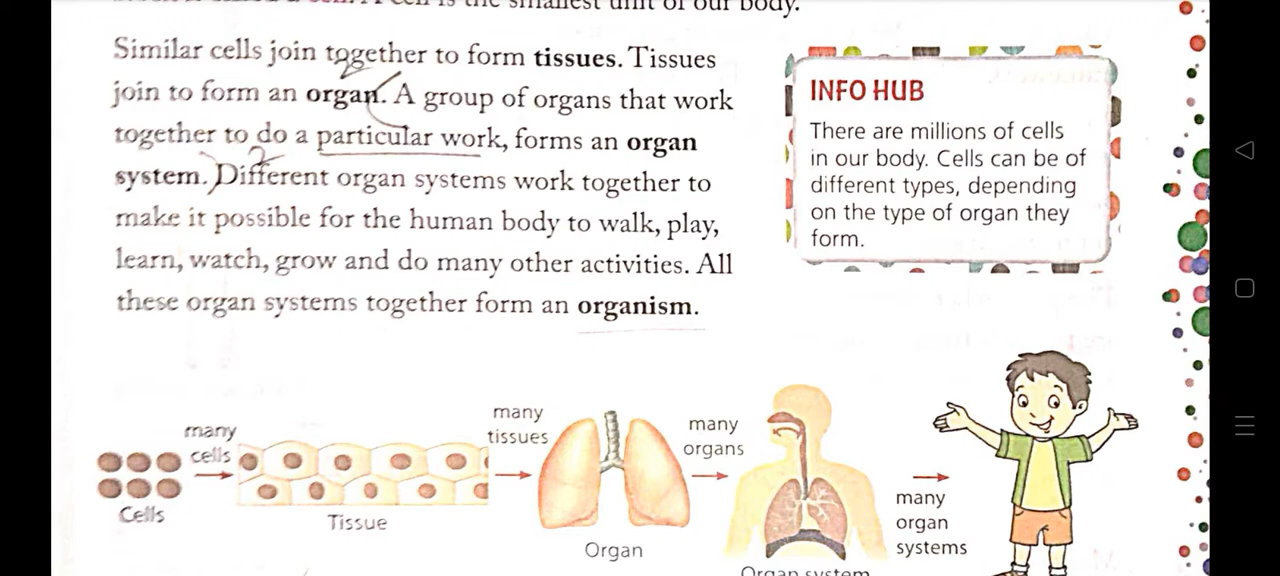 Similar cells join together to form tissues. Tissues
join to form an organ. A group of organs that work
together to do a particular work, forms an organ
system. Different organ systems work together to
make it possible for the human body to walk, play,
learn, watch, grow and do many other activities. All
these organ systems together form an organism.
INFO HUB
There are millions of cells
in our body. Cells can be of
different types, depending
on the type of organ they
form.
many
cells
many
tissues
many
organs
many
organ
systems
Cells
Tissue
Organ
Organ system